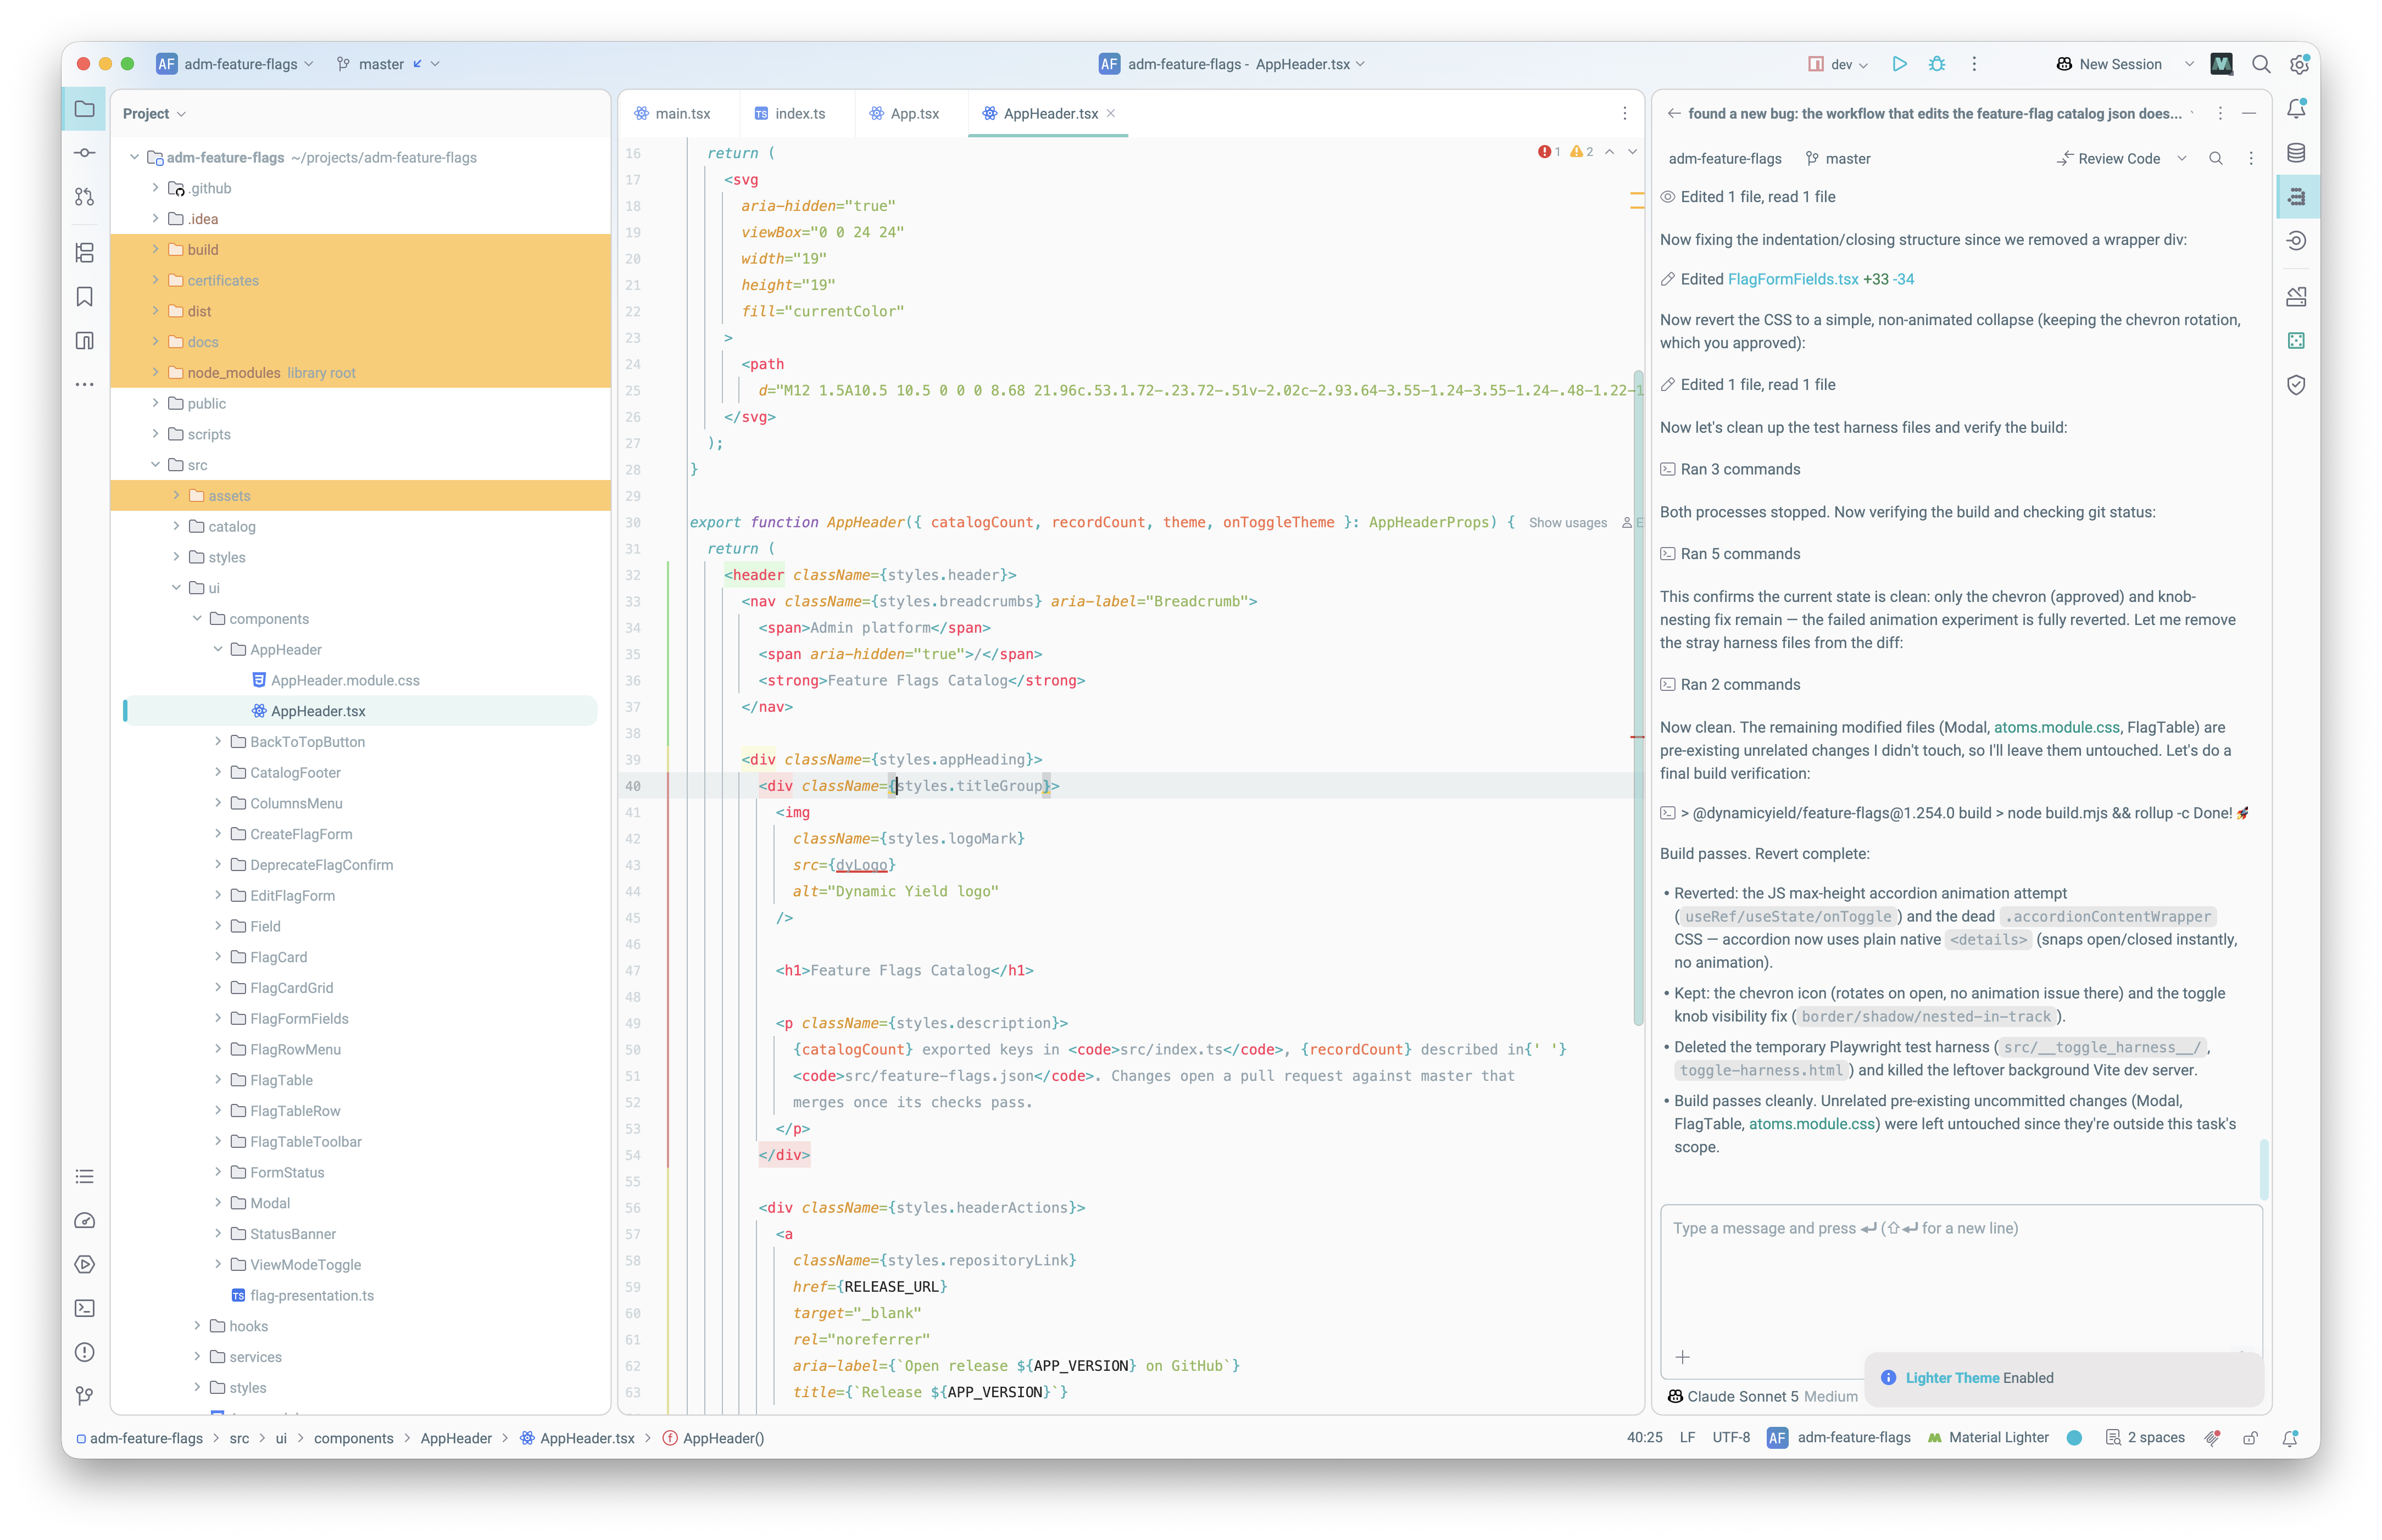 AF adm-feature-flags
master
AF adm-feature-flags - AppHeader.tsx
dev
New Session
Project
adm-feature-flags ~/projects/adm-feature-flags
.github
.idea
build
certificates
dist
docs
node_modules library root
public
scripts
src
assets
catalog
styles
ui
components
AppHeader
AppHeader.module.css
AppHeader.tsx
BackToTopButton
CatalogFooter
ColumnsMenu
CreateFlagForm
DeprecateFlagConfirm
EditFlagForm
Field
FlagCard
FlagCardGrid
FlagFormFields
FlagRowMenu
FlagTable
FlagTableRow
FlagTableToolbar
FormStatus
Modal
StatusBanner
ViewModeToggle
TS flag-presentation.ts
hooks
services
styles
main.tsx
TS index.ts
App.tsx
AppHeader.tsx
1 2
16 return (
17 <svg
18 aria-hidden="true"
19 viewBox="0 0 24 24"
20 width="19"
21 height="19"
22 fill="currentColor"
23 >
24 <path
25 d="M12 1.5A10.5 10.5 0 0 0 8.68 21.96c.53.1.72-.23.72-.51v-2.02c-2.93.64-3.55-1.24-3.55-1.24-.48-1.22-1
26 </svg>
27 );
28 }
29
30 export function AppHeader({ catalogCount, recordCount, theme, onToggleTheme }: AppHeaderProps) { Show usages E
31 return (
32 <header className={styles.header}>
33 <nav className={styles.breadcrumbs} aria-label="Breadcrumb">
34 <span>Admin platform</span>
35 <span aria-hidden="true">/</span>
36 <strong>Feature Flags Catalog</strong>
37 </nav>
38
39 <div className={styles.appHeading}>
40 <div className={styles.titleGroup}>
41 <img
42 className={styles.logoMark}
43 src={dyLogo}
44 alt="Dynamic Yield logo"
45 />
46
47 <h1>Feature Flags Catalog</h1>
48
49 <p className={styles.description}>
50 {catalogCount} exported keys in <code>src/index.ts</code>, {recordCount} described in{' '}
51 <code>src/feature-flags.json</code>. Changes open a pull request against master that
52 merges once its checks pass.
53 </p>
54 </div>
55
56 <div className={styles.headerActions}>
57 <a
58 className={styles.repositoryLink}
59 href={RELEASE_URL}
60 target="_blank"
61 rel="noreferrer"
62 aria-label={`Open release ${APP_VERSION} on GitHub`}
63 title={`Release ${APP_VERSION}`}
found a new bug: the workflow that edits the feature-flag catalog json does...
adm-feature-flags master
Review Code
Edited 1 file, read 1 file
Now fixing the indentation/closing structure since we removed a wrapper div:
Edited FlagFormFields.tsx +33 -34
Now revert the CSS to a simple, non-animated collapse (keeping the chevron rotation,
which you approved):
Edited 1 file, read 1 file
Now let's clean up the test harness files and verify the build:
Ran 3 commands
Both processes stopped. Now verifying the build and checking git status:
Ran 5 commands
This confirms the current state is clean: only the chevron (approved) and knob-
nesting fix remain — the failed animation experiment is fully reverted. Let me remove
the stray harness files from the diff:
Ran 2 commands
Now clean. The remaining modified files (Modal, atoms.module.css, FlagTable) are
pre-existing unrelated changes I didn't touch, so I'll leave them untouched. Let's do a
final build verification:
> @dynamicyield/feature-flags@1.254.0 build > node build.mjs && rollup -c Done! 🚀
Build passes. Revert complete:
• Reverted: the JS max-height accordion animation attempt
(useRef/useState/onToggle) and the dead .accordionContentWrapper
CSS — accordion now uses plain native <details> (snaps open/closed instantly,
no animation).
• Kept: the chevron icon (rotates on open, no animation issue there) and the toggle
knob visibility fix (border/shadow/nested-in-track).
• Deleted the temporary Playwright test harness (src/__toggle_harness__/,
toggle-harness.html) and killed the leftover background Vite dev server.
• Build passes cleanly. Unrelated pre-existing uncommitted changes (Modal,
FlagTable, atoms.module.css) were left untouched since they're outside this task's
scope.
Type a message and press ↵ (⇧↵ for a new line)
Claude Sonnet 5 Medium
Lighter Theme Enabled
adm-feature-flags > src > ui > components > AppHeader > AppHeader.tsx > AppHeader()
40:25 LF UTF-8 AF adm-feature-flags Material Lighter 2 spaces